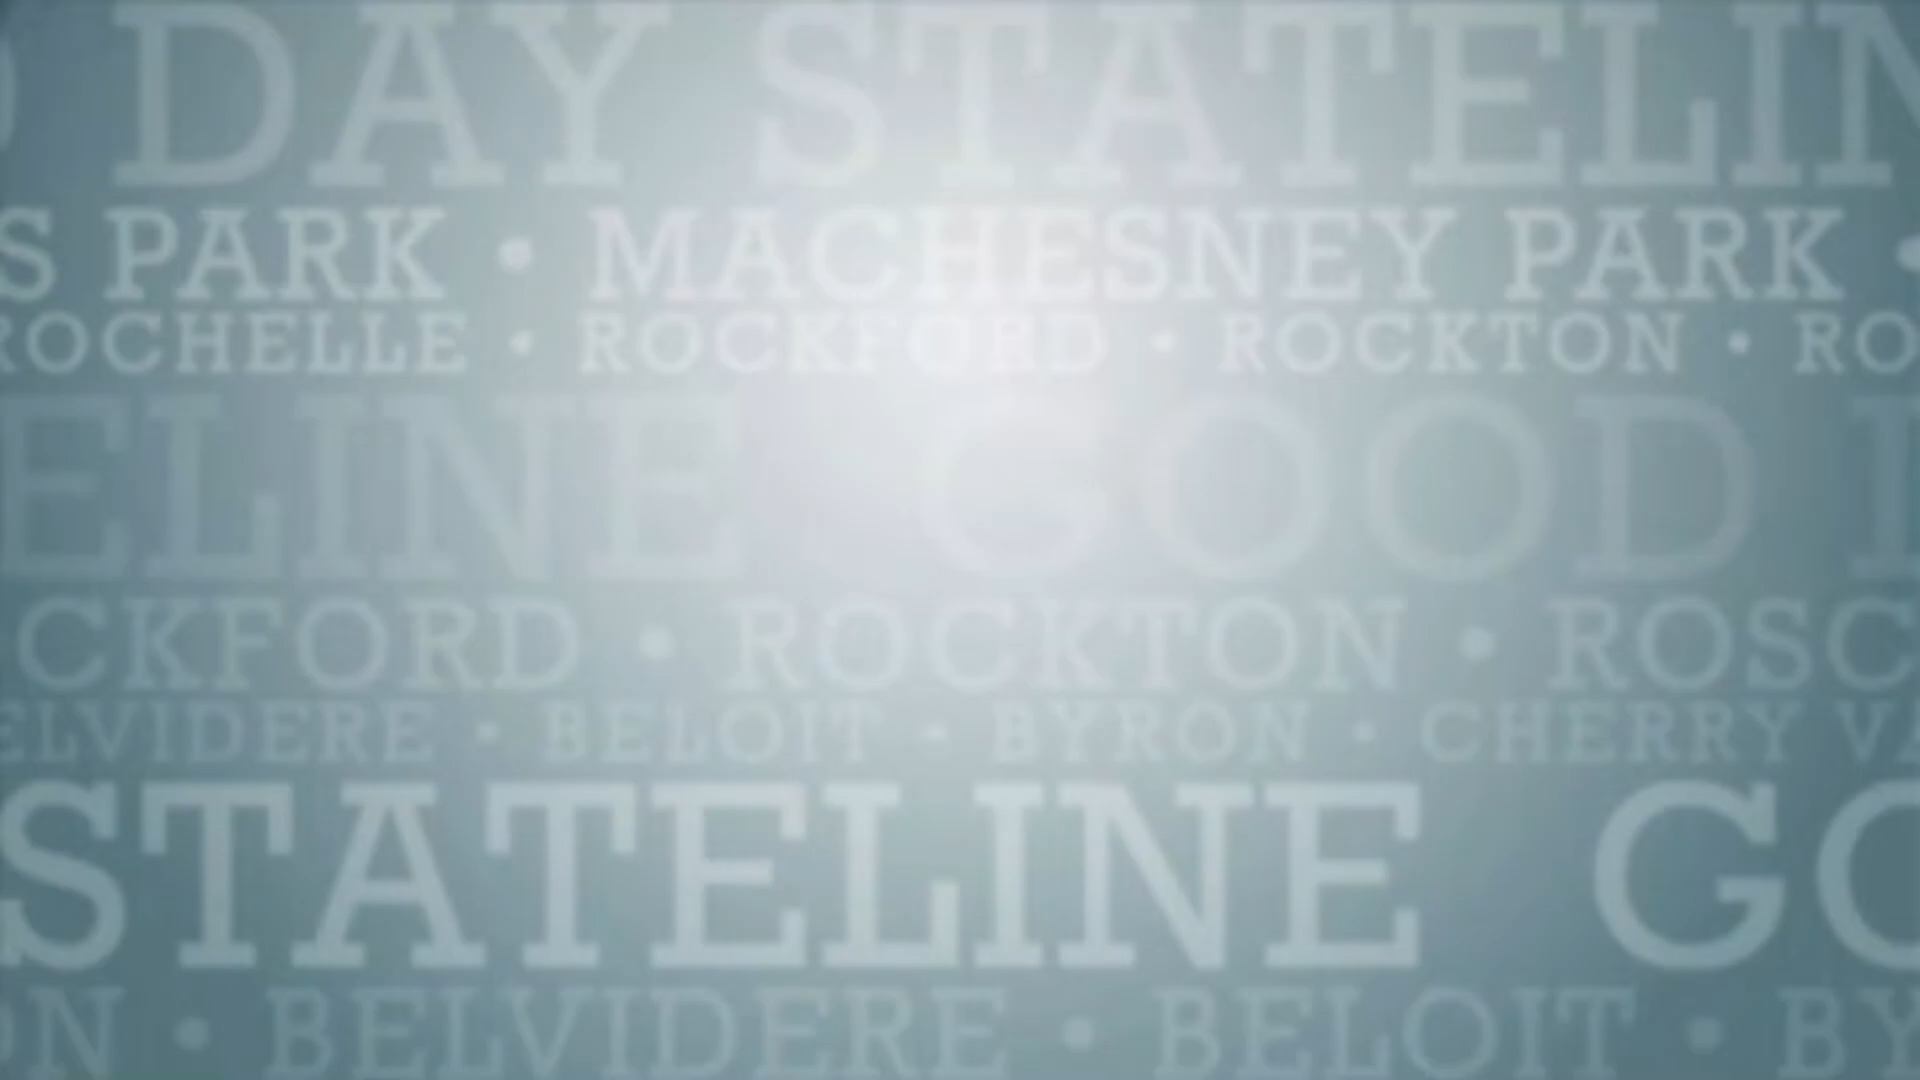 DAY STATELIN
S PARK • MACHESNEY PARK •
ROCHELLE • ROCKFORD • ROCKTON • RO
ELINE GOOD D
CKFORD • ROCKTON • ROSC
ELVIDERE • BELOIT • BYRON • CHERRY VA
STATELINE GO
ON • BELVIDERE • BELOIT • BY